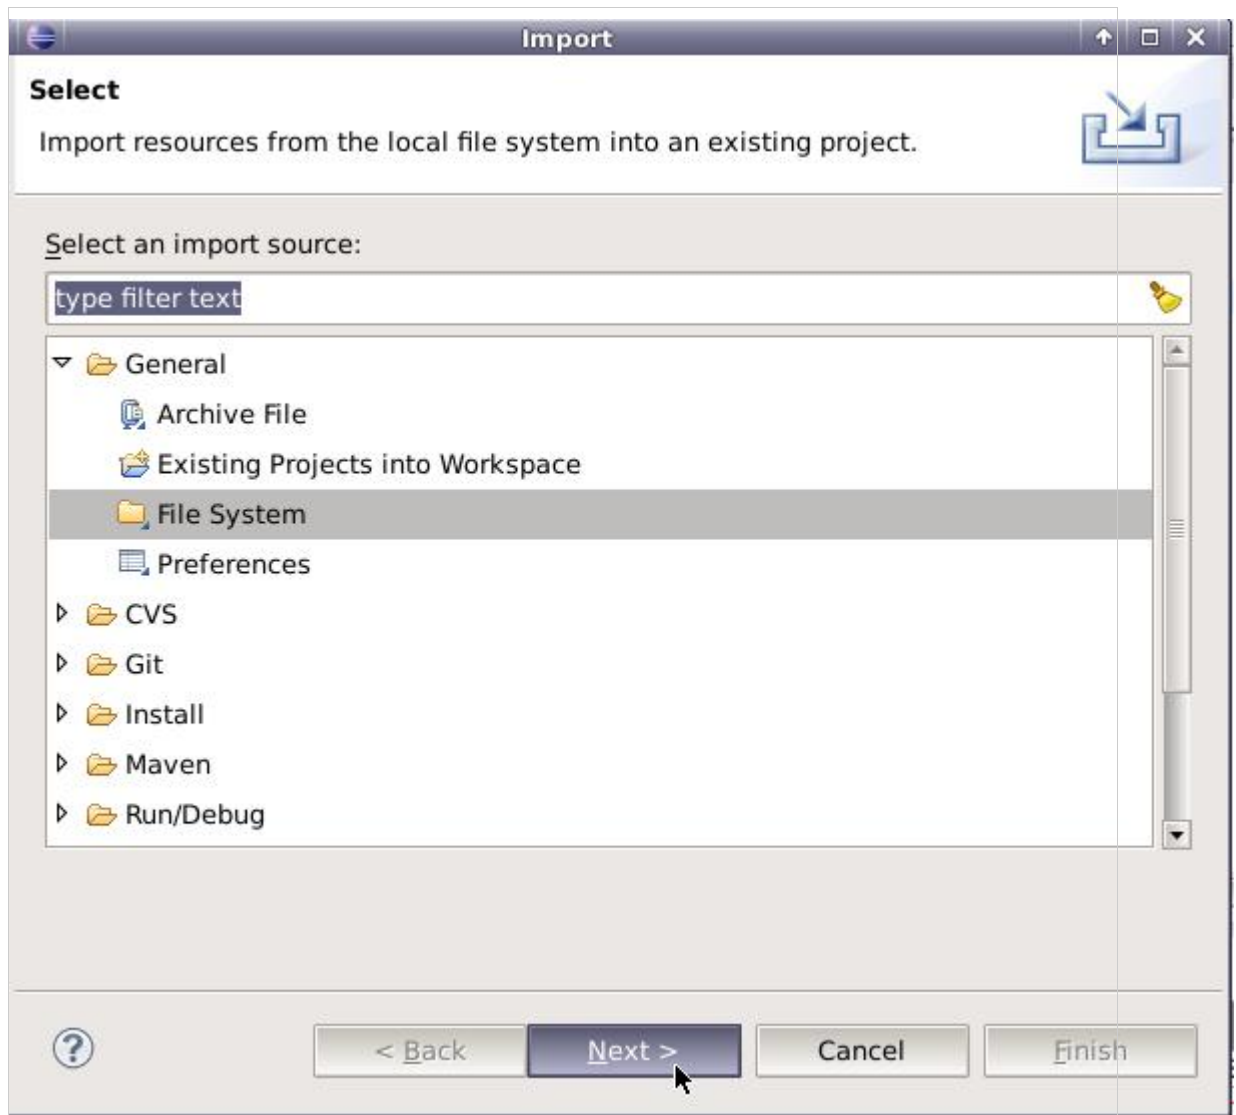 Import
Select
Import resources from the local file system into an existing project.
Select an import source:
type filter text
General
Archive File
Existing Projects into Workspace
File System
Preferences
CVS
Git
Install
Maven
Run/Debug
?
< Back
Next >
Cancel
Finish